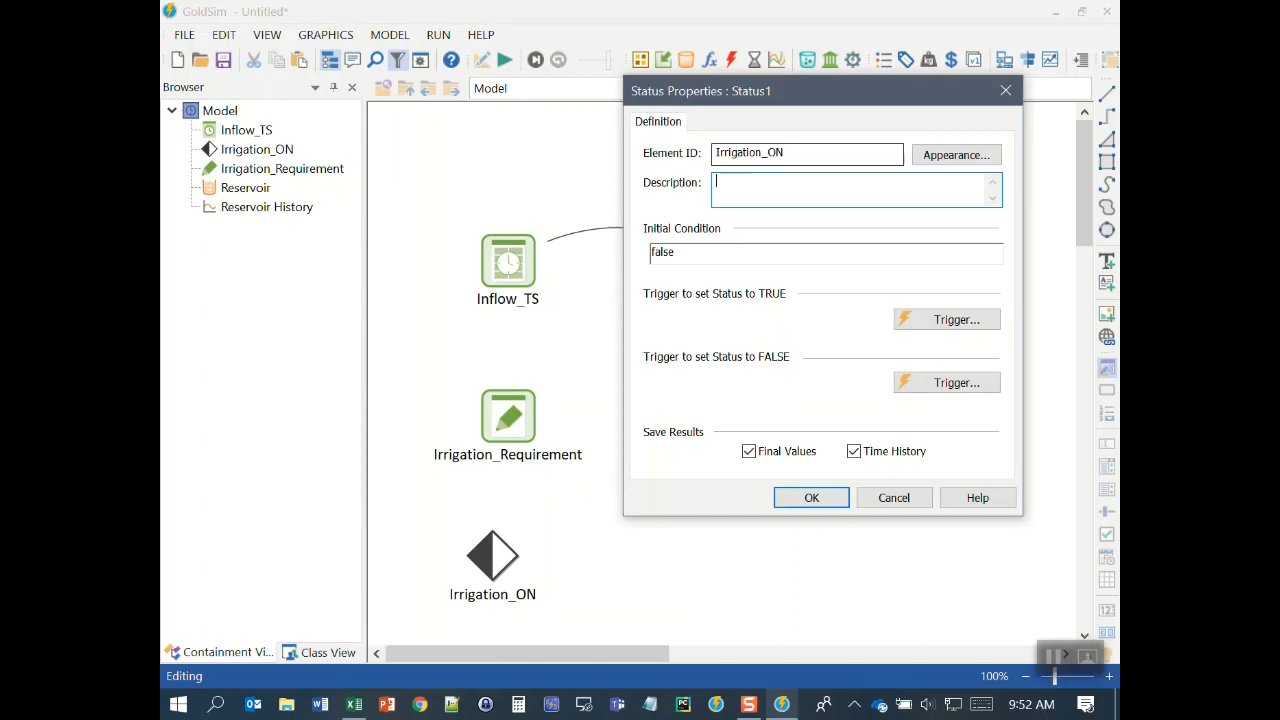 GoldSim - Untitled*
FILE EDIT VIEW GRAPHICS MODEL RUN HELP
Browser
Model
Model
Inflow_TS
Irrigation_ON
Irrigation_Requirement
Reservoir
Reservoir History
Inflow_TS
Irrigation_Requirement
Irrigation_ON
Status Properties : Status1
Definition
Element ID: Irrigation_ON Appearance...
Description:
Initial Condition
false
Trigger to set Status to TRUE
Trigger...
Trigger to set Status to FALSE
Trigger...
Save Results
Final Values Time History
OK Cancel Help
Containment Vi... Class View
Editing 100%
9:52 AM